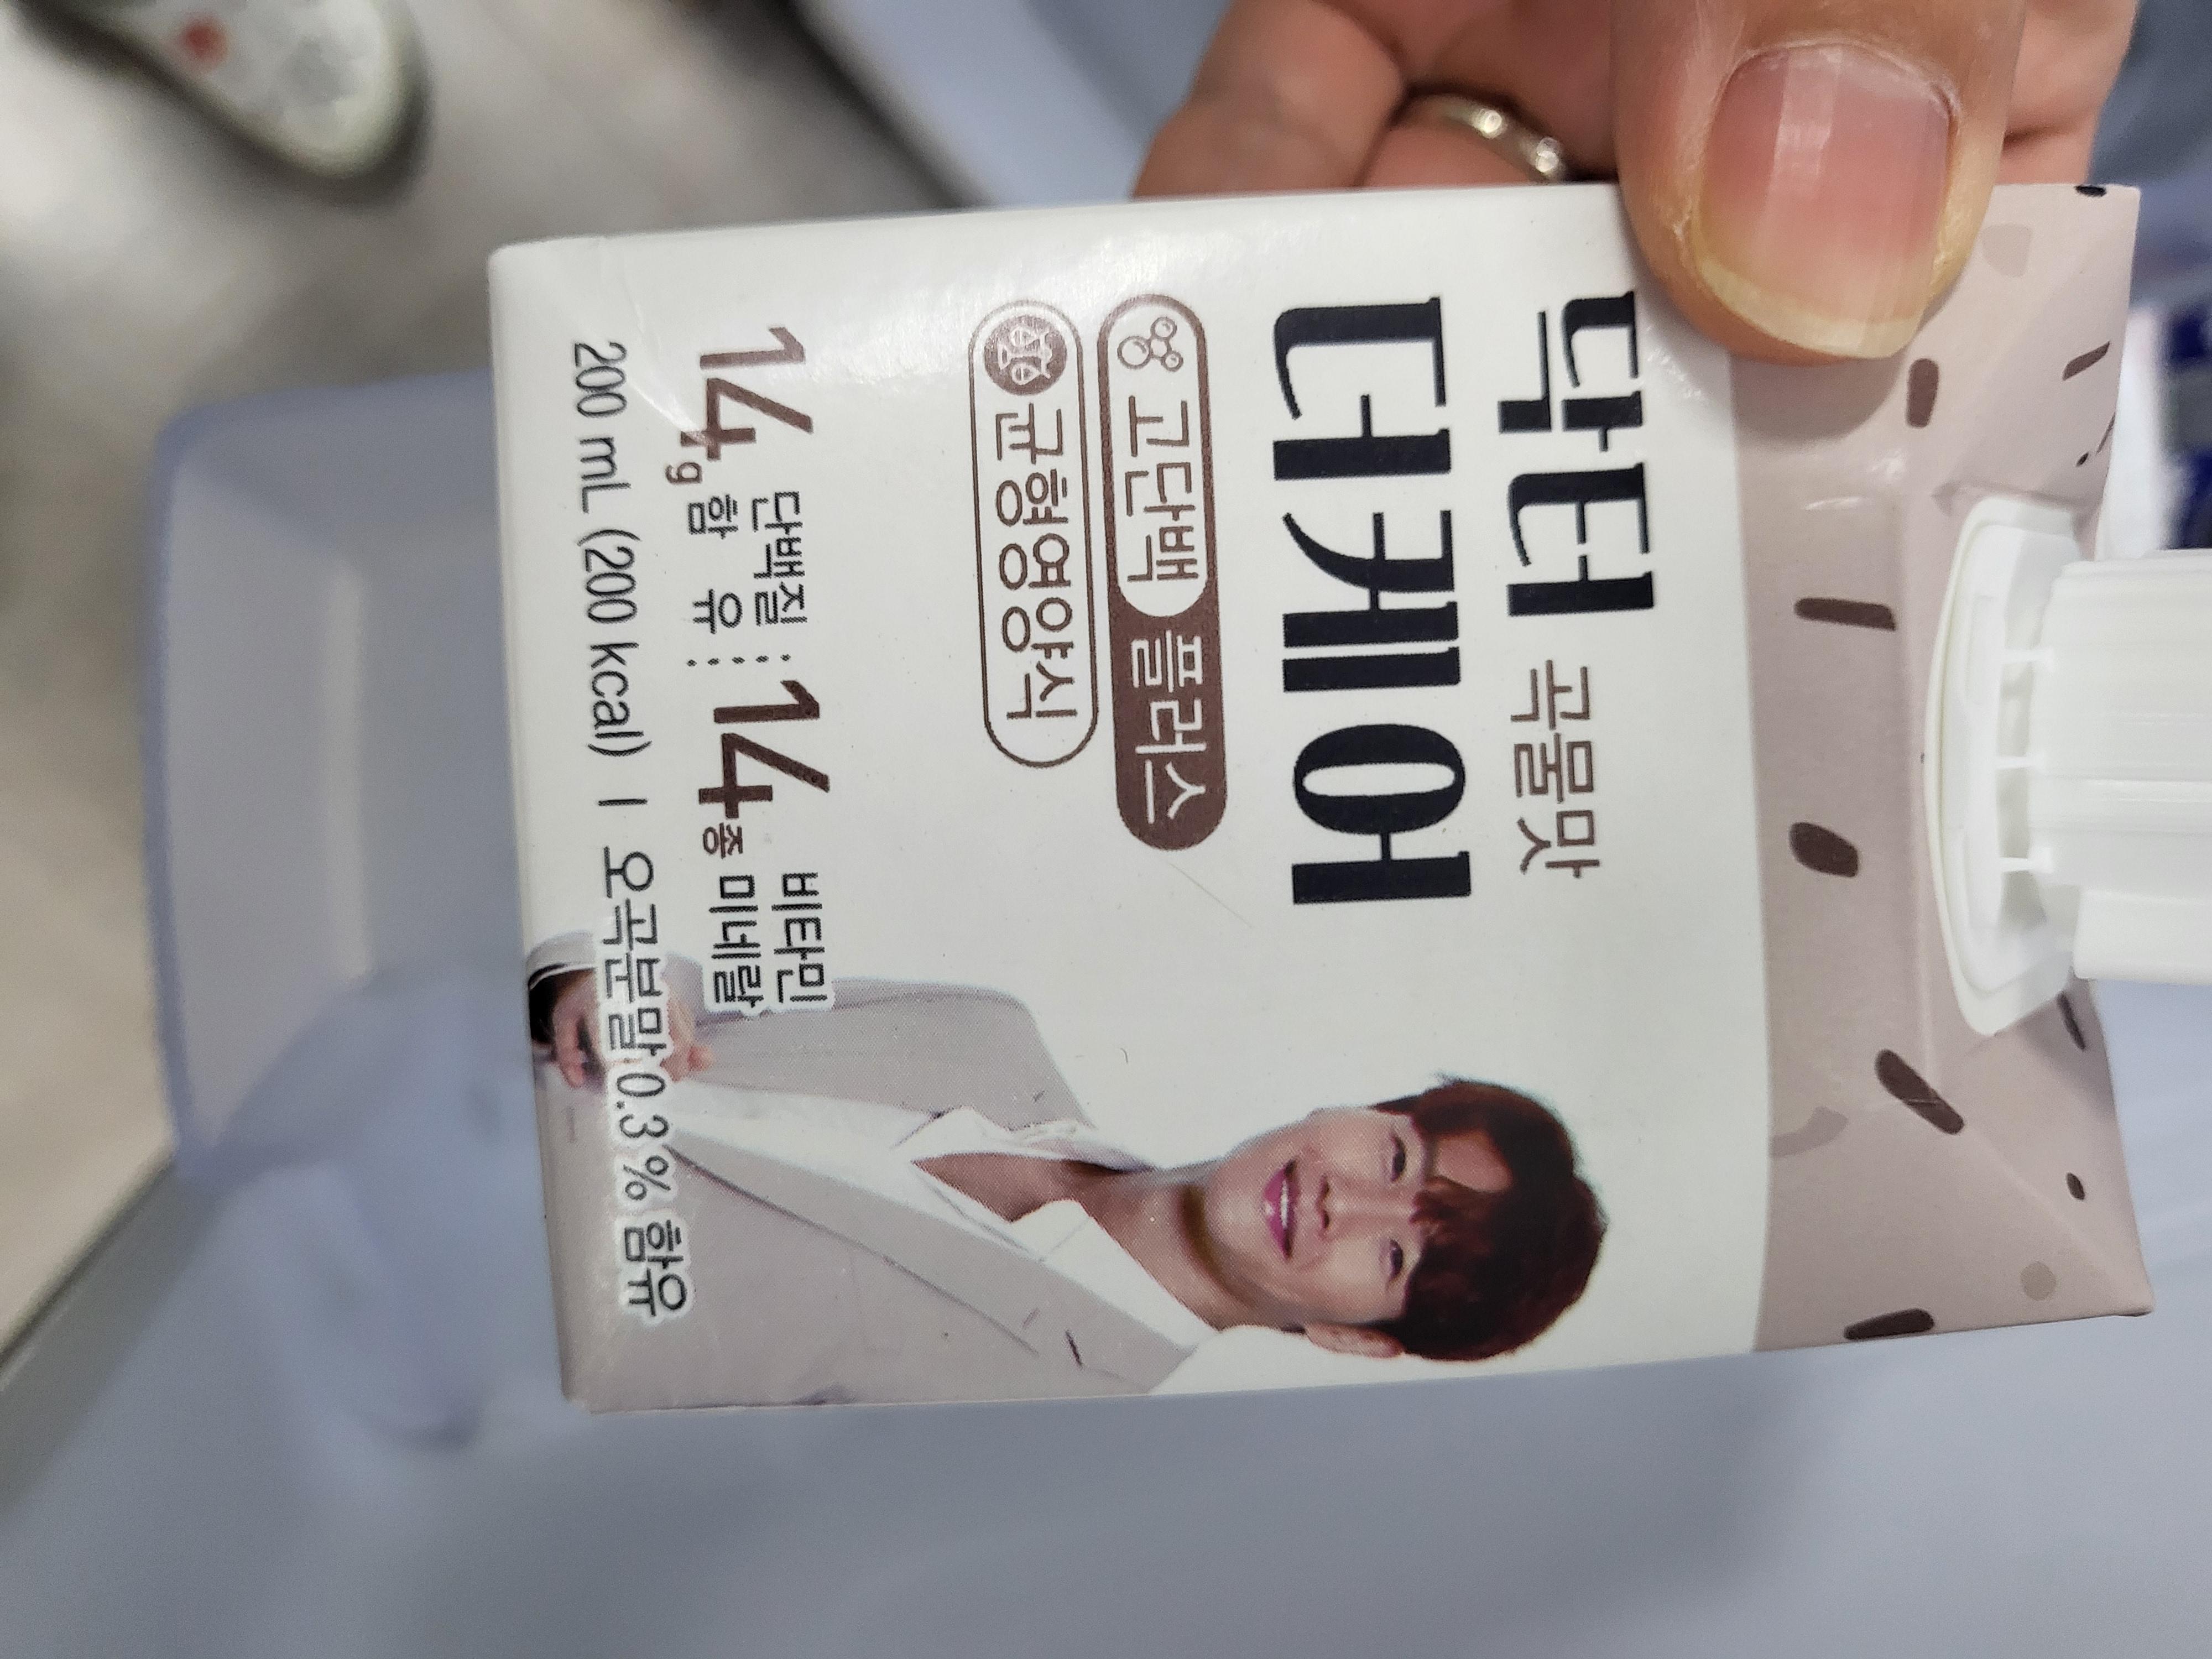 닥터 곡물맛
더케어
고단백 플러스
균형영양식
14g 단백질 함유
14종 비타민 미네랄
200 mL (200 kcal) ㅣ 오곡분말 0.3% 함유